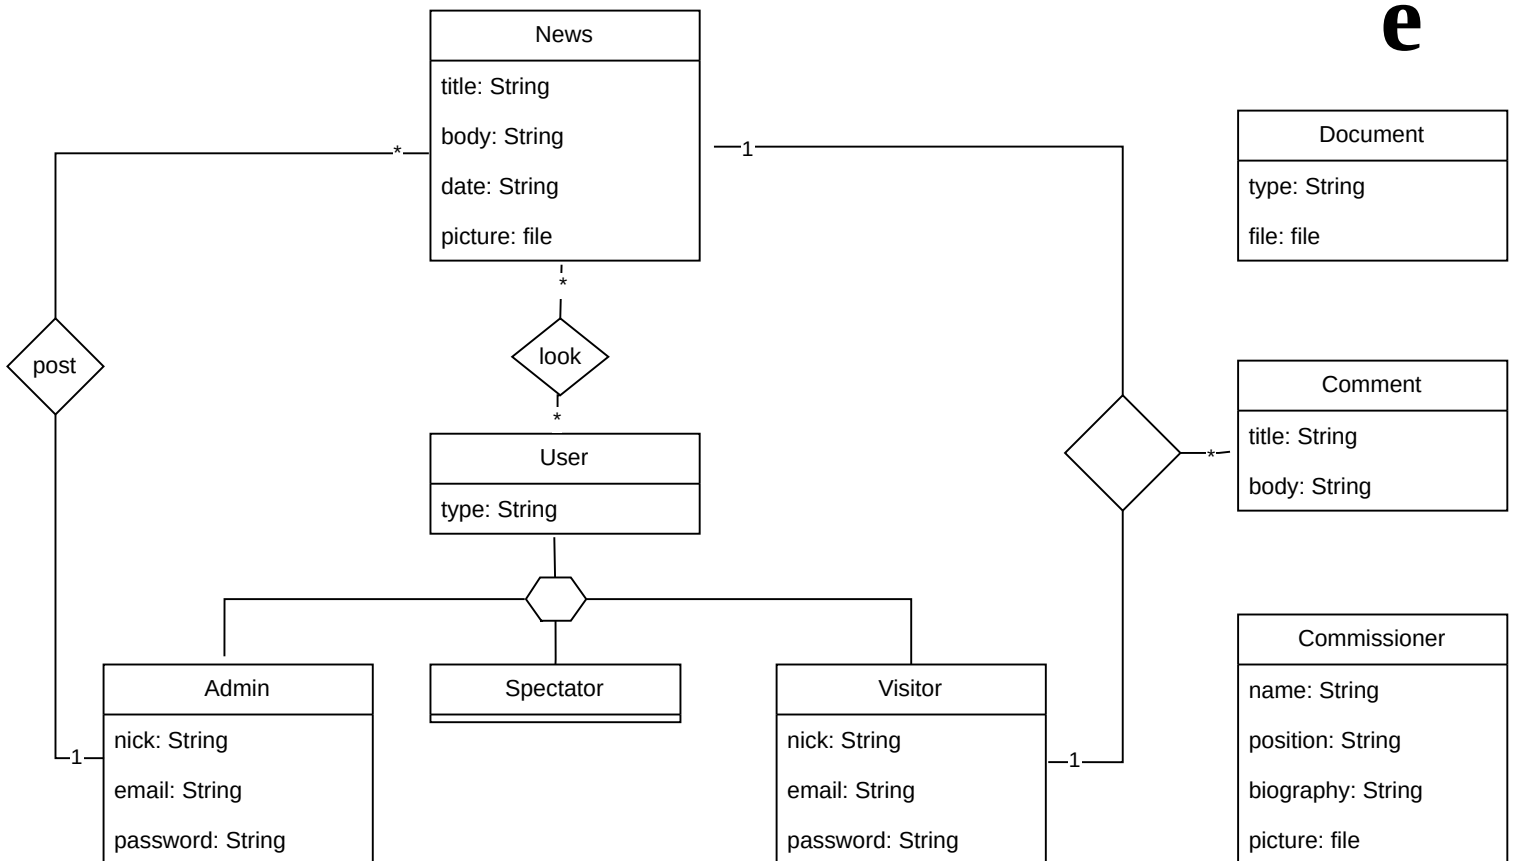 e
News
title: String
body: String
date: String
picture: file
*
1
*
post
look
*
User
type: String
Document
type: String
file: file
Comment
title: String
body: String
*
Admin
nick: String
email: String
password: String
1
Spectator
Visitor
nick: String
email: String
password: String
1
Commissioner
name: String
position: String
biography: String
picture: file